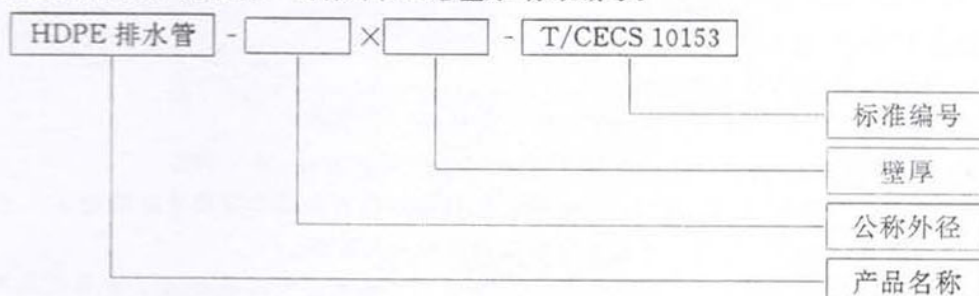 HDPE 排水管 - × - T/CECS 10153
标准编号
壁厚
公称外径
产品名称